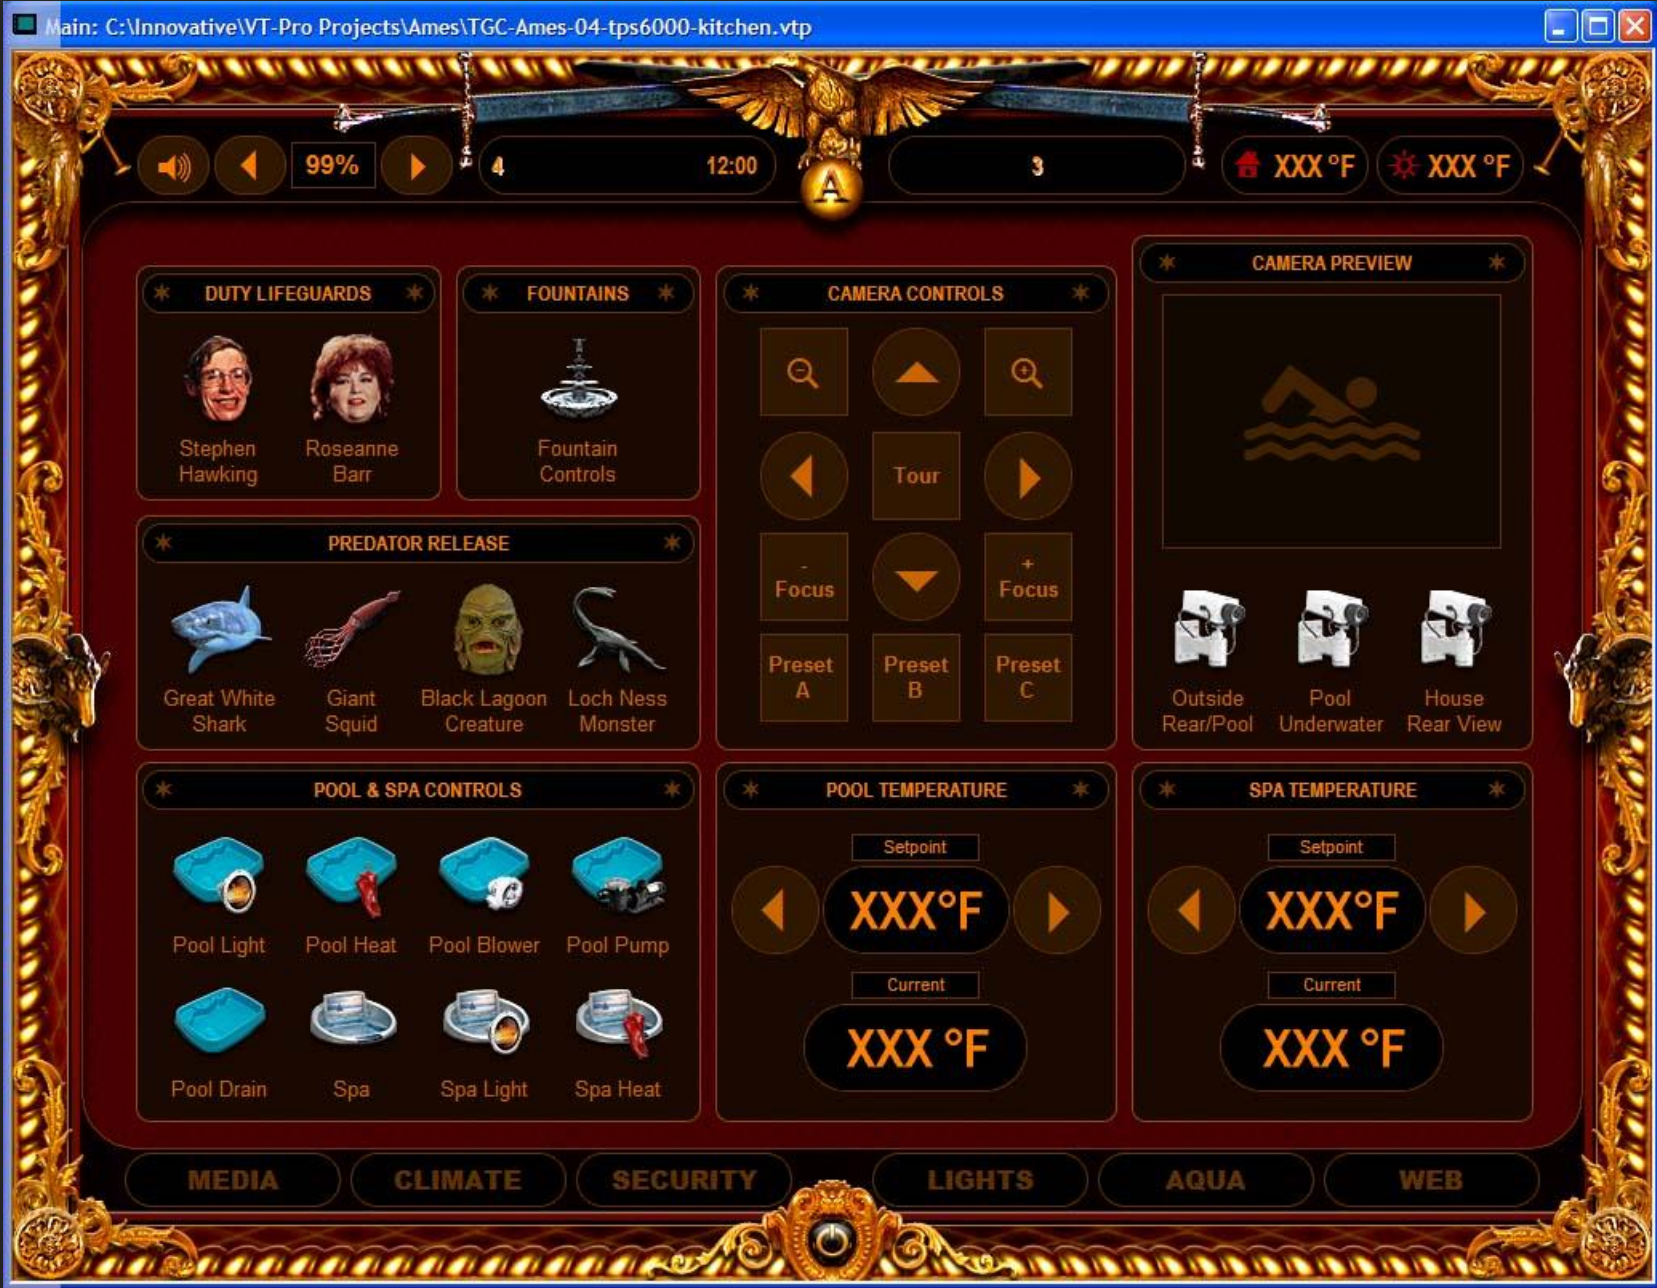 Main: C:\Innovative\VT-Pro Projects\Ames\TGC-Ames-04-tps6000-kitchen.vtp
99%
4
12:00
A
3
XXX °F
XXX °F
DUTY LIFEGUARDS
Stephen
Hawking
Roseanne
Barr
FOUNTAINS
Fountain
Controls
CAMERA CONTROLS
Tour
-
Focus
+
Focus
Preset
A
Preset
B
Preset
C
CAMERA PREVIEW
Outside
Rear/Pool
Pool
Underwater
House
Rear View
PREDATOR RELEASE
Great White
Shark
Giant
Squid
Black Lagoon
Creature
Loch Ness
Monster
POOL & SPA CONTROLS
Pool Light
Pool Heat
Pool Blower
Pool Pump
Pool Drain
Spa
Spa Light
Spa Heat
POOL TEMPERATURE
Setpoint
XXX°F
Current
XXX °F
SPA TEMPERATURE
Setpoint
XXX°F
Current
XXX °F
MEDIA
CLIMATE
SECURITY
LIGHTS
AQUA
WEB